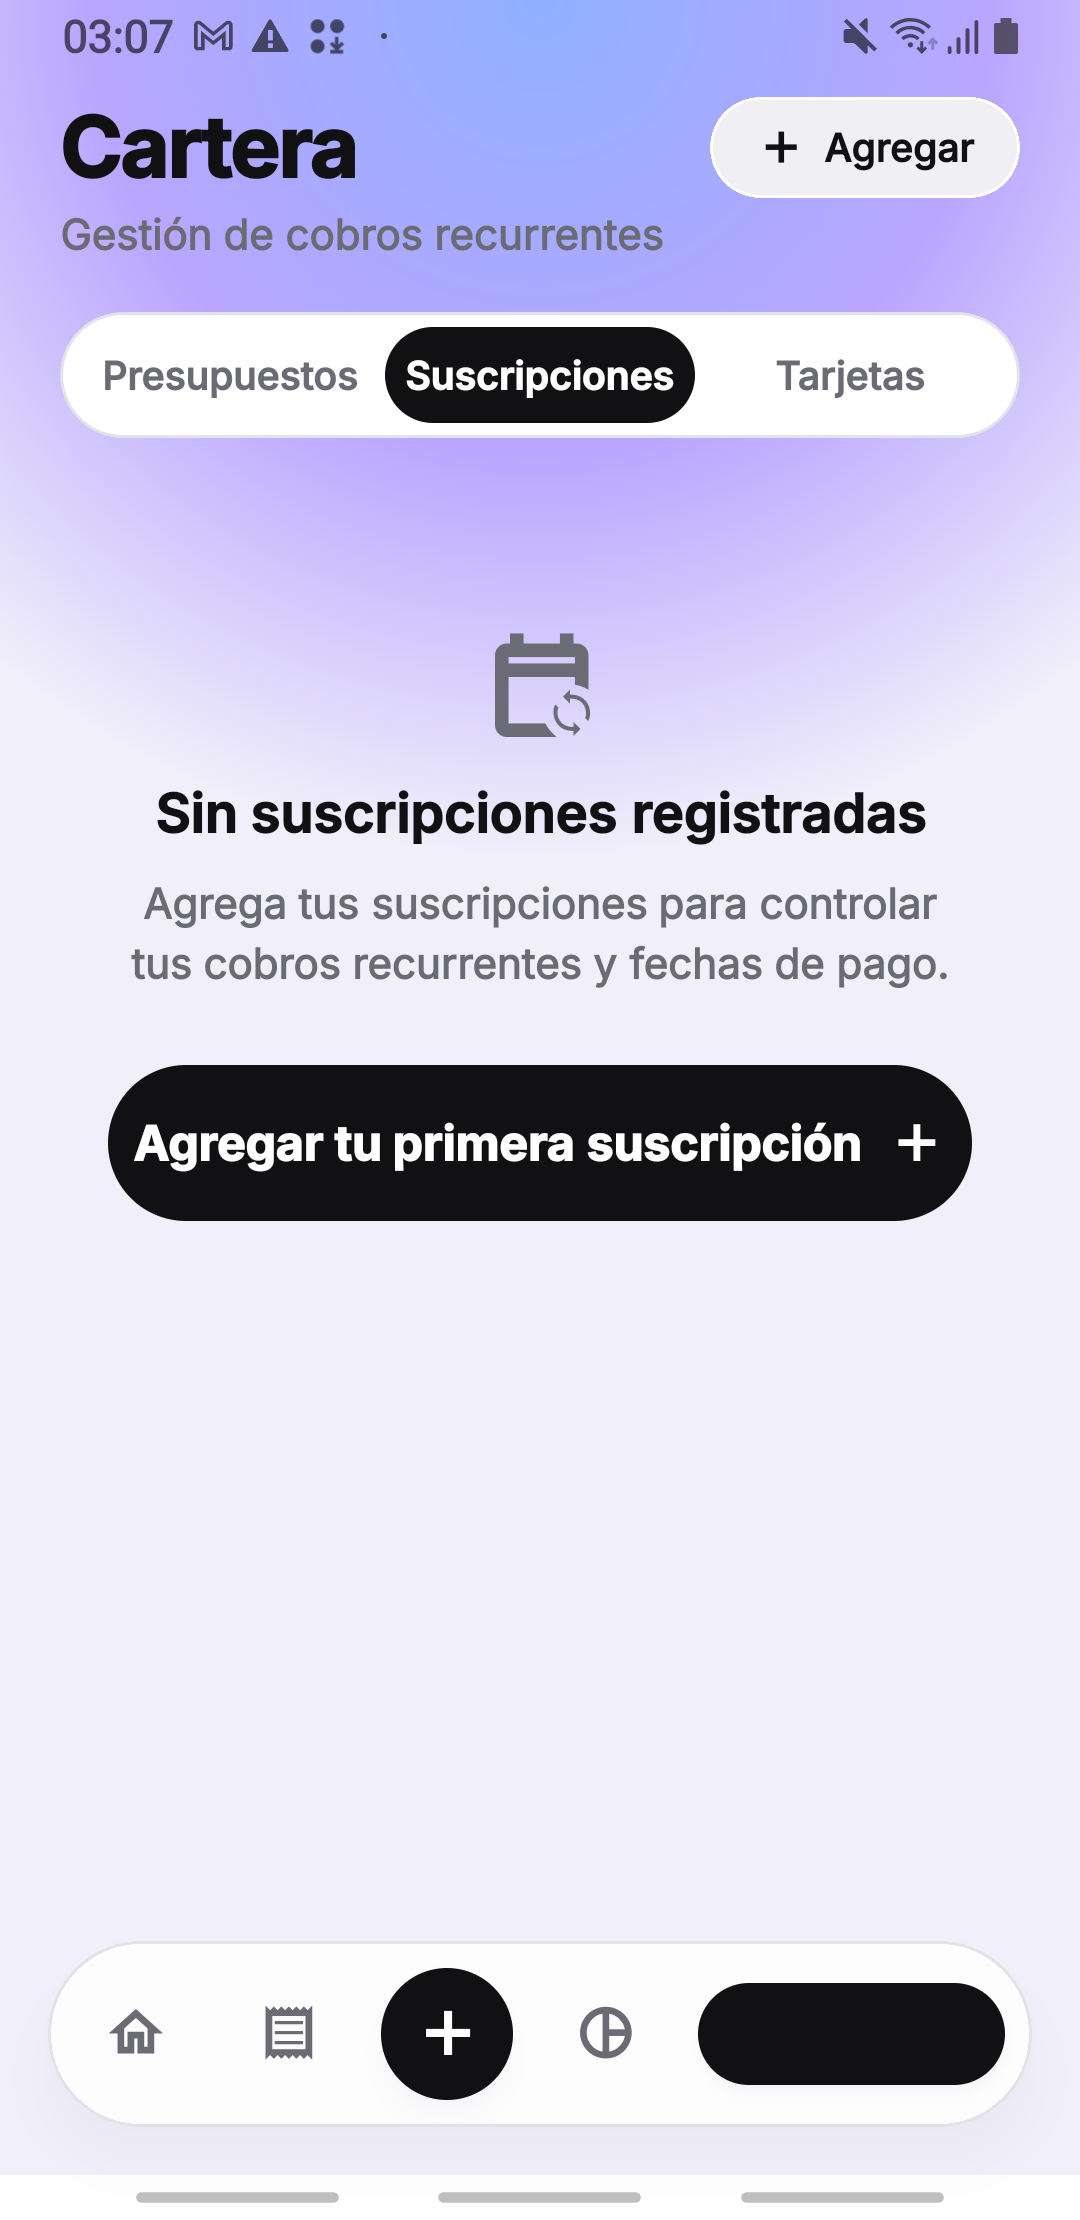 03:07
Cartera
+ Agregar
Gestión de cobros recurrentes
Presupuestos
Suscripciones
Tarjetas
Sin suscripciones registradas
Agrega tus suscripciones para controlar
tus cobros recurrentes y fechas de pago.
Agregar tu primera suscripción +